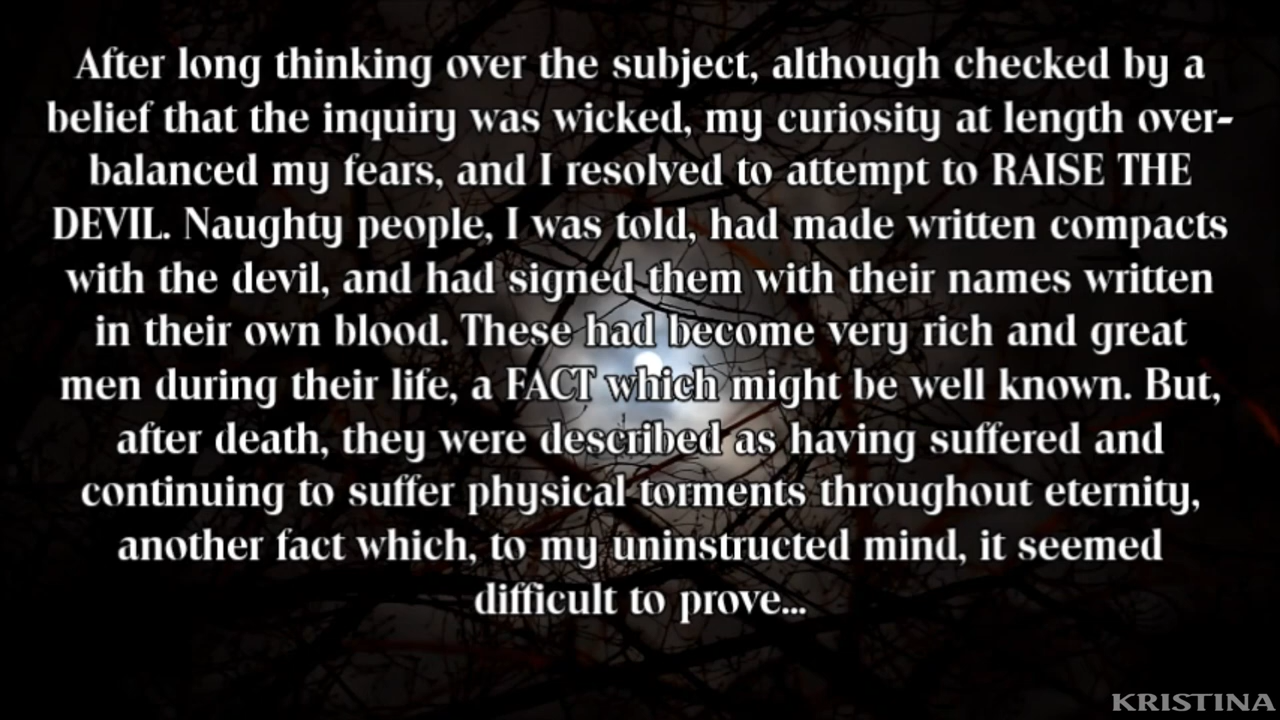 After long thinking over the subject, although checked by a
belief that the inquiry was wicked, my curiosity at length over-
balanced my fears, and I resolved to attempt to RAISE THE
DEVIL. Naughty people, I was told, had made written compacts
with the devil, and had signed them with their names written
in their own blood. These had become very rich and great
men during their life, a FACT which might be well known. But,
after death, they were described as having suffered and
continuing to suffer physical torments throughout eternity,
another fact which, to my uninstructed mind, it seemed
difficult to prove...
KRISTINA